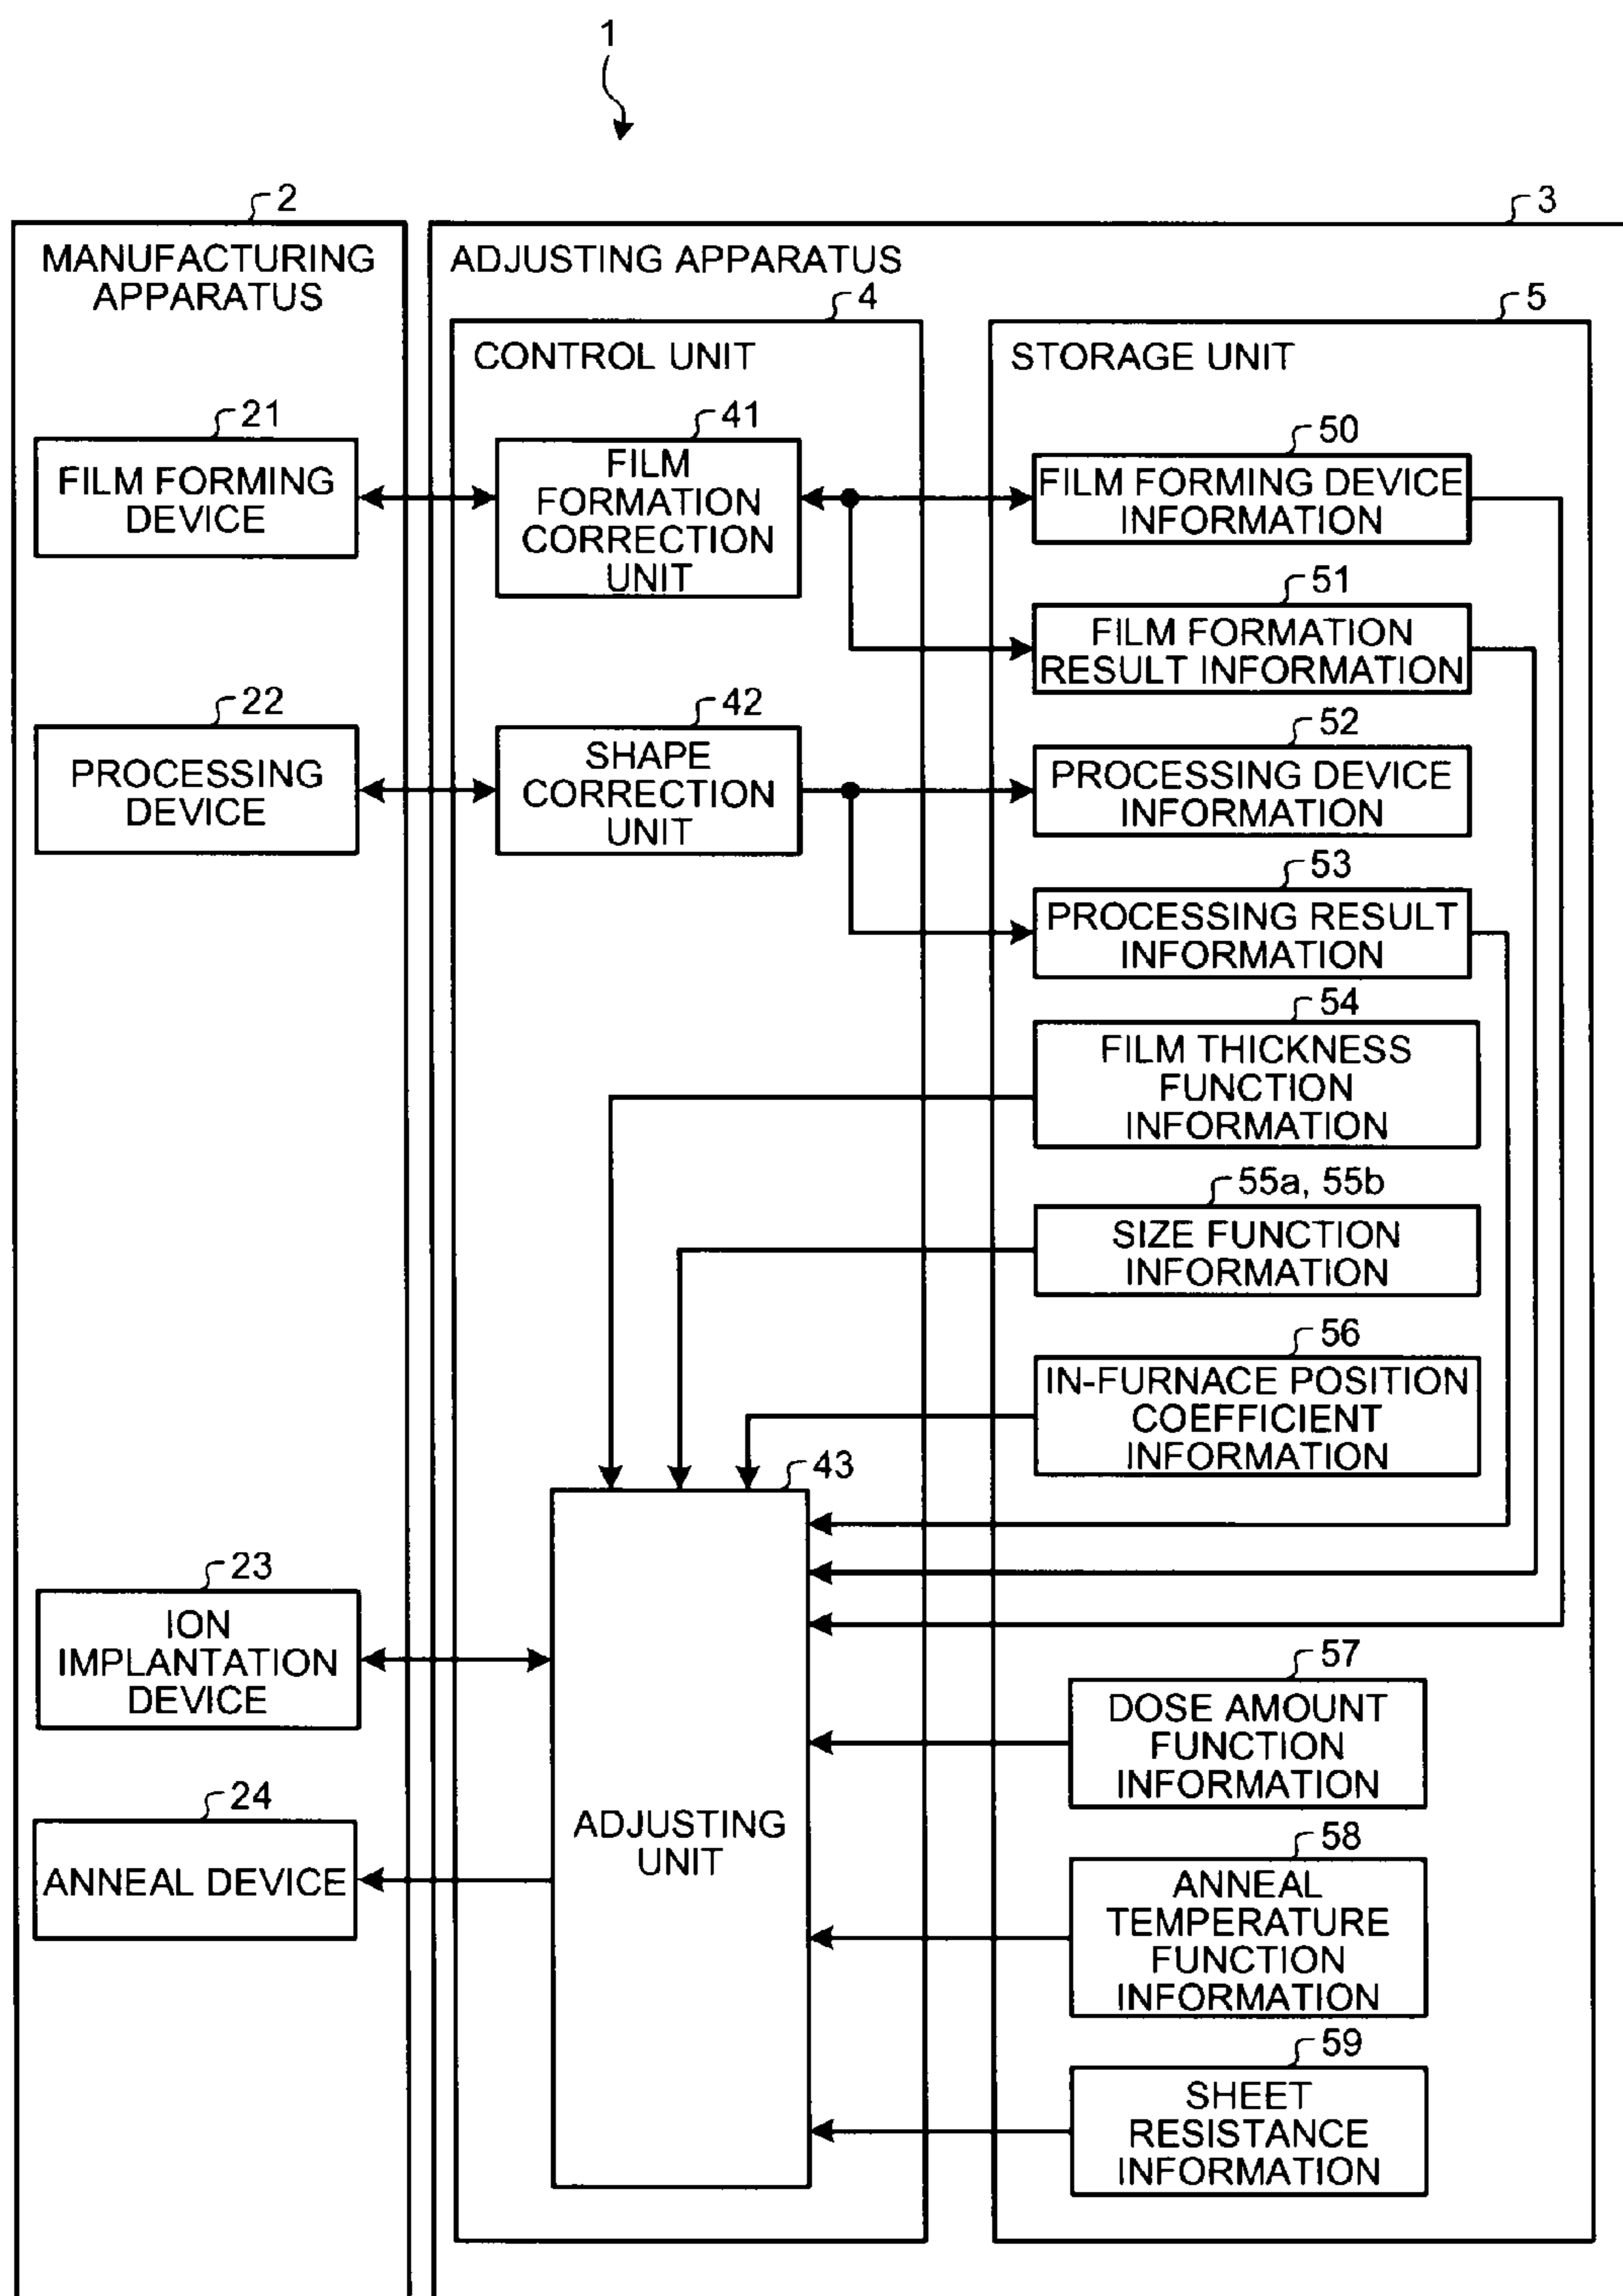 1
2
MANUFACTURING
APPARATUS
21
FILM FORMING
DEVICE
22
PROCESSING
DEVICE
23
ION
IMPLANTATION
DEVICE
24
ANNEAL DEVICE
3
ADJUSTING APPARATUS
4
CONTROL UNIT
41
FILM
FORMATION
CORRECTION
UNIT
42
SHAPE
CORRECTION
UNIT
43
ADJUSTING
UNIT
5
STORAGE UNIT
50
FILM FORMING DEVICE
INFORMATION
51
FILM FORMATION
RESULT INFORMATION
52
PROCESSING DEVICE
INFORMATION
53
PROCESSING RESULT
INFORMATION
54
FILM THICKNESS
FUNCTION
INFORMATION
55a, 55b
SIZE FUNCTION
INFORMATION
56
IN-FURNACE POSITION
COEFFICIENT
INFORMATION
57
DOSE AMOUNT
FUNCTION
INFORMATION
58
ANNEAL
TEMPERATURE
FUNCTION
INFORMATION
59
SHEET
RESISTANCE
INFORMATION